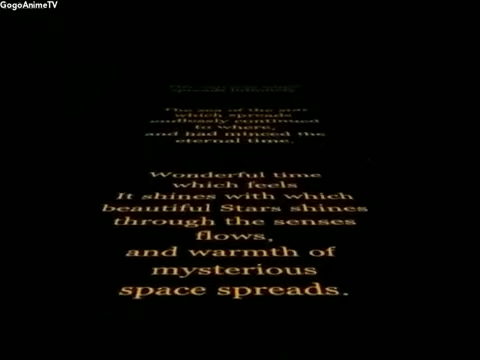 GogoAnimeTV
spreads
The sea of the star
which spreads
endlessly continued
to where,
and had minced the
eternal time.
Wonderful time
which feels
It shines with which
beautiful Stars shines
through the senses
flows,
and warmth of
mysterious
space spreads.